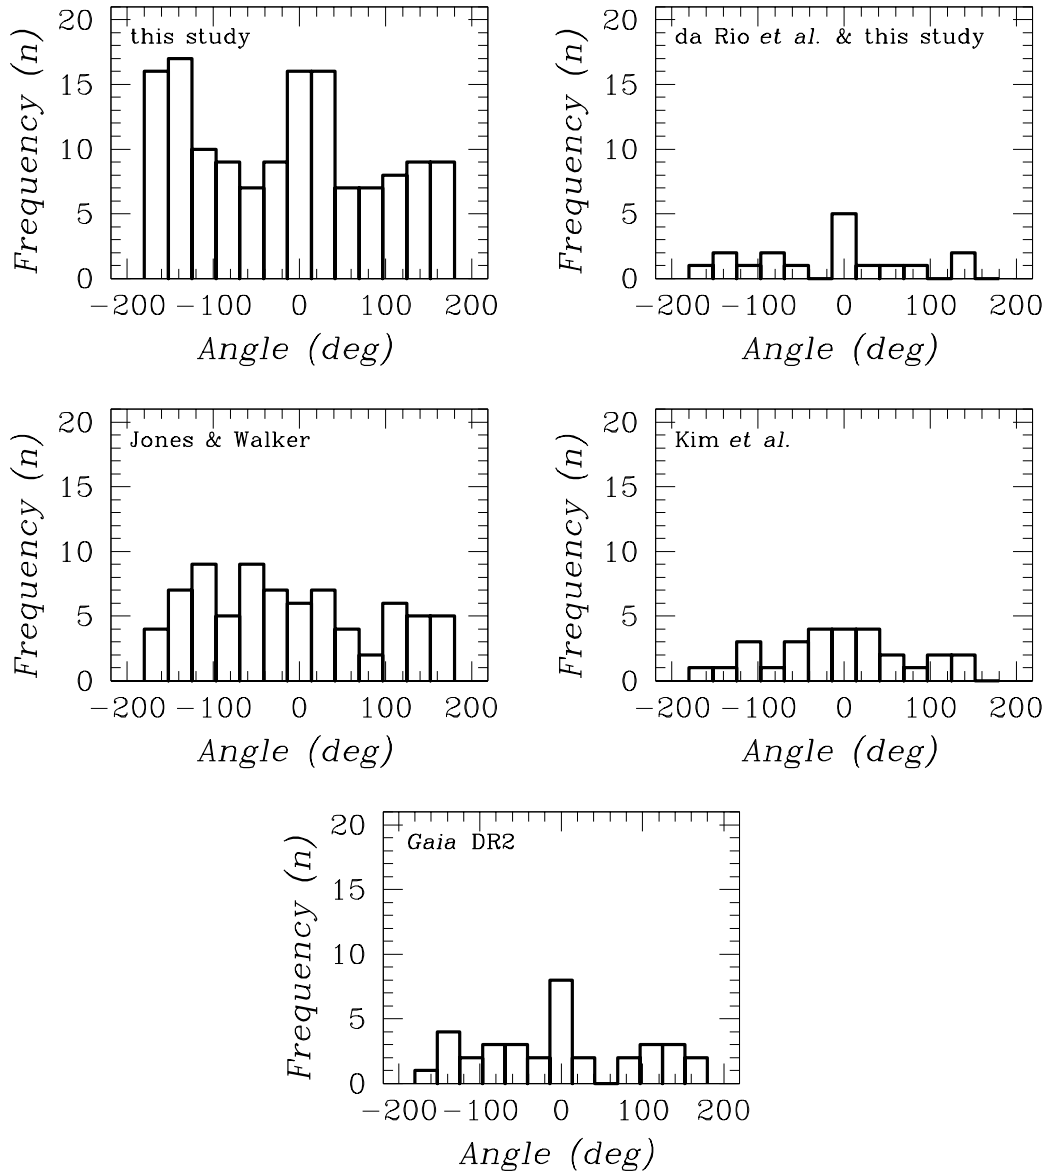 this study
20
15
10
5
0
Frequency (n)
−200 −100 0 100 200
Angle (deg)
da Rio et al. & this study
20
15
10
5
0
Frequency (n)
−200 −100 0 100 200
Angle (deg)
Jones & Walker
20
15
10
5
0
Frequency (n)
−200 −100 0 100 200
Angle (deg)
Kim et al.
20
15
10
5
0
Frequency (n)
−200 −100 0 100 200
Angle (deg)
Gaia DR2
20
15
10
5
0
Frequency (n)
−200 −100 0 100 200
Angle (deg)